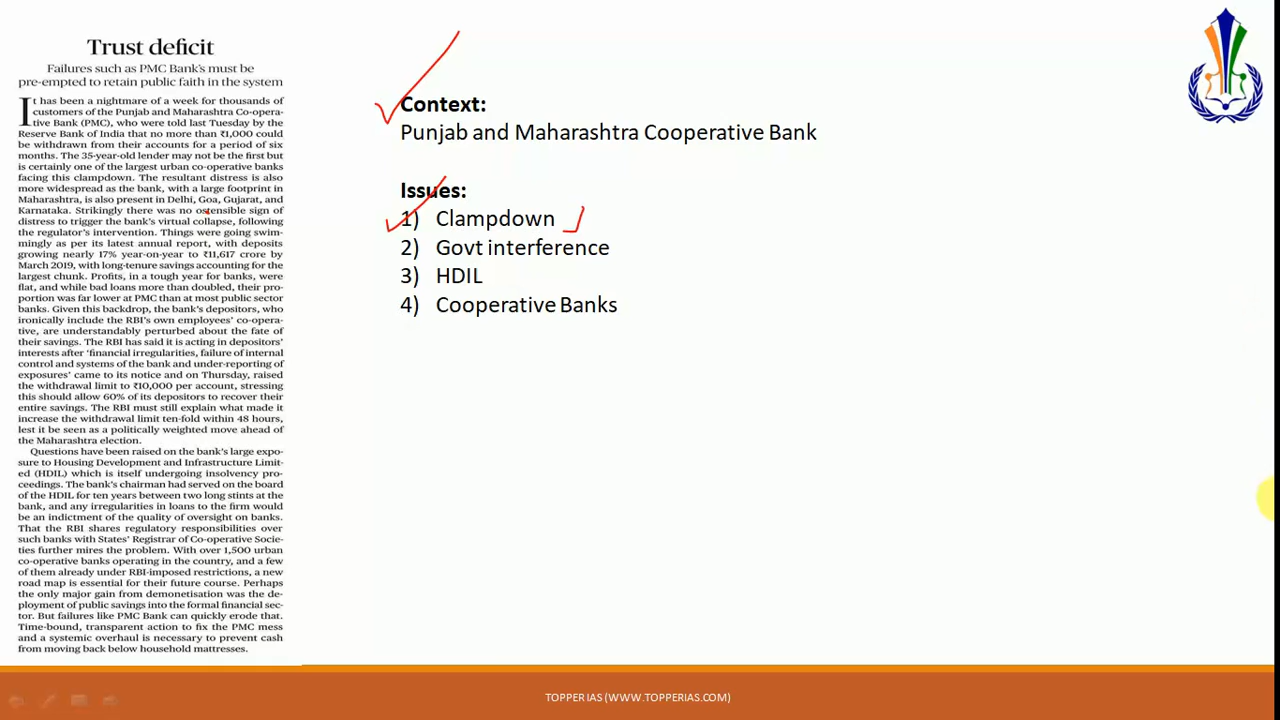 Trust deficit
Failures such as PMC Bank's must be
pre-empted to retain public faith in the system
It has been a nightmare of a week for thousands of
customers of the Punjab and Maharashtra Co-opera-
tive Bank (PMC), who were told last Tuesday by the
Reserve Bank of India that no more than ₹1,000 could
be withdrawn from their accounts for a period of six
months. The 35-year-old lender may not be the first but
is certainly one of the largest urban co-operative banks
facing this clampdown. The resultant distress is also
more widespread as the bank, with a large footprint in
Maharashtra, is also present in Delhi, Goa, Gujarat, and
Karnataka. Strikingly there was no ostensible sign of
distress to trigger the bank's virtual collapse, following
the regulator's intervention. Things were going swim-
mingly as per its latest annual report, with deposits
growing nearly 17% year-on-year to ₹11,617 crore by
March 2019, with long-tenure savings accounting for the
largest chunk. Profits, in a tough year for banks, were
flat, and while bad loans more than doubled, their pro-
portion was far lower at PMC than at most public sector
banks. Given this backdrop, the bank's depositors, who
ironically include the RBI's own employees' co-opera-
tive, are understandably perturbed about the fate of
their savings. The RBI has said it is acting in depositors'
interests after 'financial irregularities, failure of internal
control and systems of the bank and under-reporting of
exposures' came to its notice and on Thursday, raised
the withdrawal limit to ₹10,000 per account, stressing
this should allow 60% of its depositors to recover their
entire savings. The RBI must still explain what made it
increase the withdrawal limit ten-fold within 48 hours,
lest it be seen as a politically weighted move ahead of
the Maharashtra election.
Questions have been raised on the bank's large expo-
sure to Housing Development and Infrastructure Limit-
ed (HDIL) which is itself undergoing insolvency pro-
ceedings. The bank's chairman had served on the board
of the HDIL for ten years between two long stints at the
bank, and any irregularities in loans to the firm would
be an indictment of the quality of oversight on banks.
That the RBI shares regulatory responsibilities over
such banks with States' Registrar of Co-operative Socie-
ties further mires the problem. With over 1,500 urban
co-operative banks operating in the country, and a few
of them already under RBI-imposed restrictions, a new
road map is essential for their future course. Perhaps
the only major gain from demonetisation was the de-
ployment of public savings into the formal financial sec-
tor. But failures like PMC Bank can quickly erode that.
Time-bound, transparent action to fix the PMC mess
and a systemic overhaul is necessary to prevent cash
from moving back below household mattresses.
Context:
Punjab and Maharashtra Cooperative Bank
Issues:
1) Clampdown
2) Govt interference
3) HDIL
4) Cooperative Banks
TOPPER IAS (WWW.TOPPERIAS.COM)